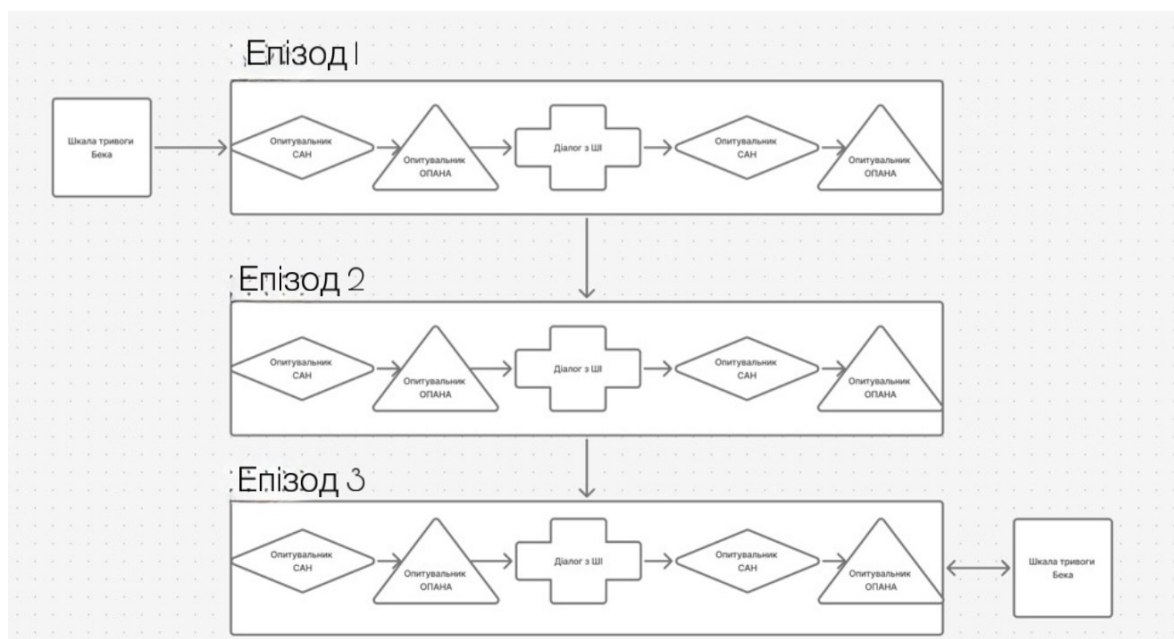 Епізод 1
Шкала тривоги
Бека
Опитувальник
САН
Опитувальник
ОПАНА
Діалог з ШІ
Опитувальник
САН
Опитувальник
ОПАНА
Епізод 2
Опитувальник
САН
Опитувальник
ОПАНА
Діалог з ШІ
Опитувальник
САН
Опитувальник
ОПАНА
Епізод 3
Опитувальник
САН
Опитувальник
ОПАНА
Діалог з ШІ
Опитувальник
САН
Опитувальник
ОПАНА
Шкала тривоги
Бека